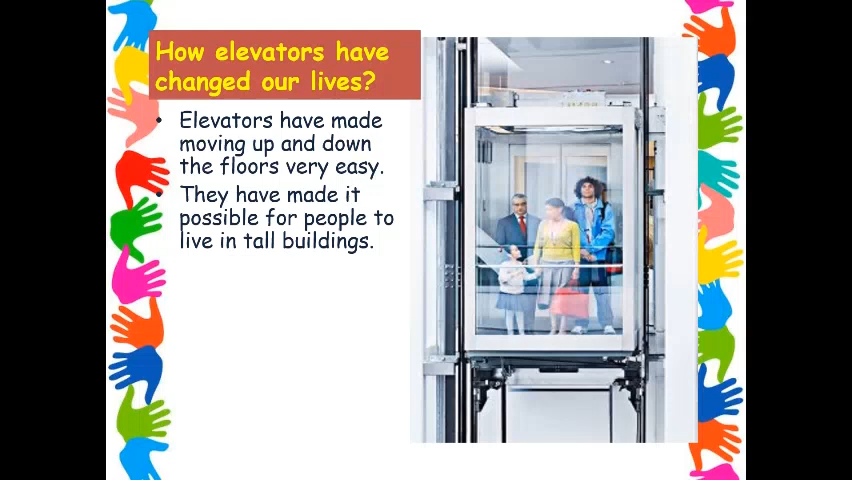 How elevators have
changed our lives?
• Elevators have made
moving up and down
the floors very easy.
• They have made it
possible for people to
live in tall buildings.